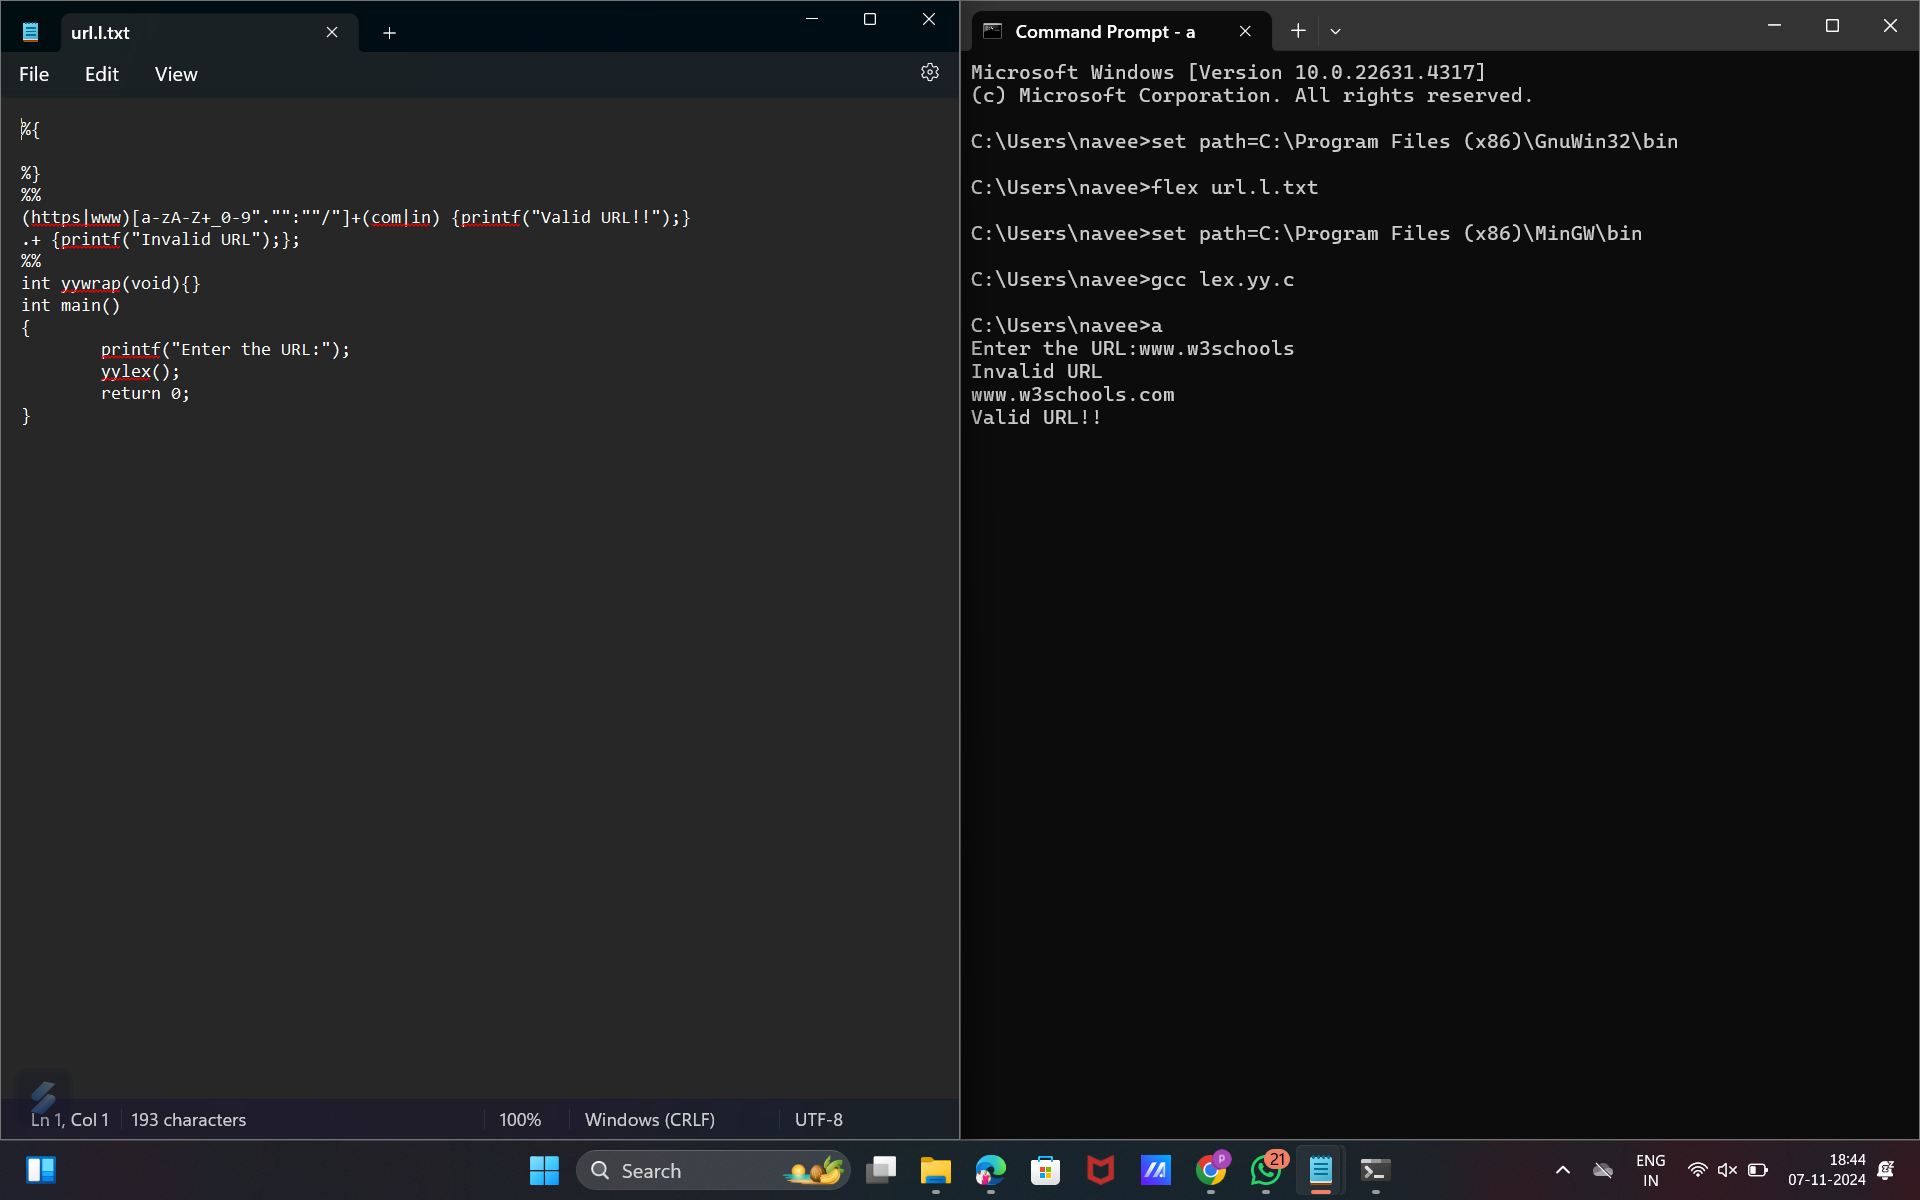 url.l.txt
File Edit View
%{
%}
%%
(https|www)[a-zA-Z+_0-9".":""/"]+(com|in) {printf("Valid URL!!");}
.+ {printf("Invalid URL");};
%%
int yywrap(void){}
int main()
{
printf("Enter the URL:");
yylex();
return 0;
}
Ln 1, Col 1 193 characters 100% Windows (CRLF) UTF-8
Command Prompt - a
Microsoft Windows [Version 10.0.22631.4317]
(c) Microsoft Corporation. All rights reserved.
C:\Users\navee>set path=C:\Program Files (x86)\GnuWin32\bin
C:\Users\navee>flex url.l.txt
C:\Users\navee>set path=C:\Program Files (x86)\MinGW\bin
C:\Users\navee>gcc lex.yy.c
C:\Users\navee>a
Enter the URL:www.w3schools
Invalid URL
www.w3schools.com
Valid URL!!
Search
P
21
ENG
IN
18:44
07-11-2024